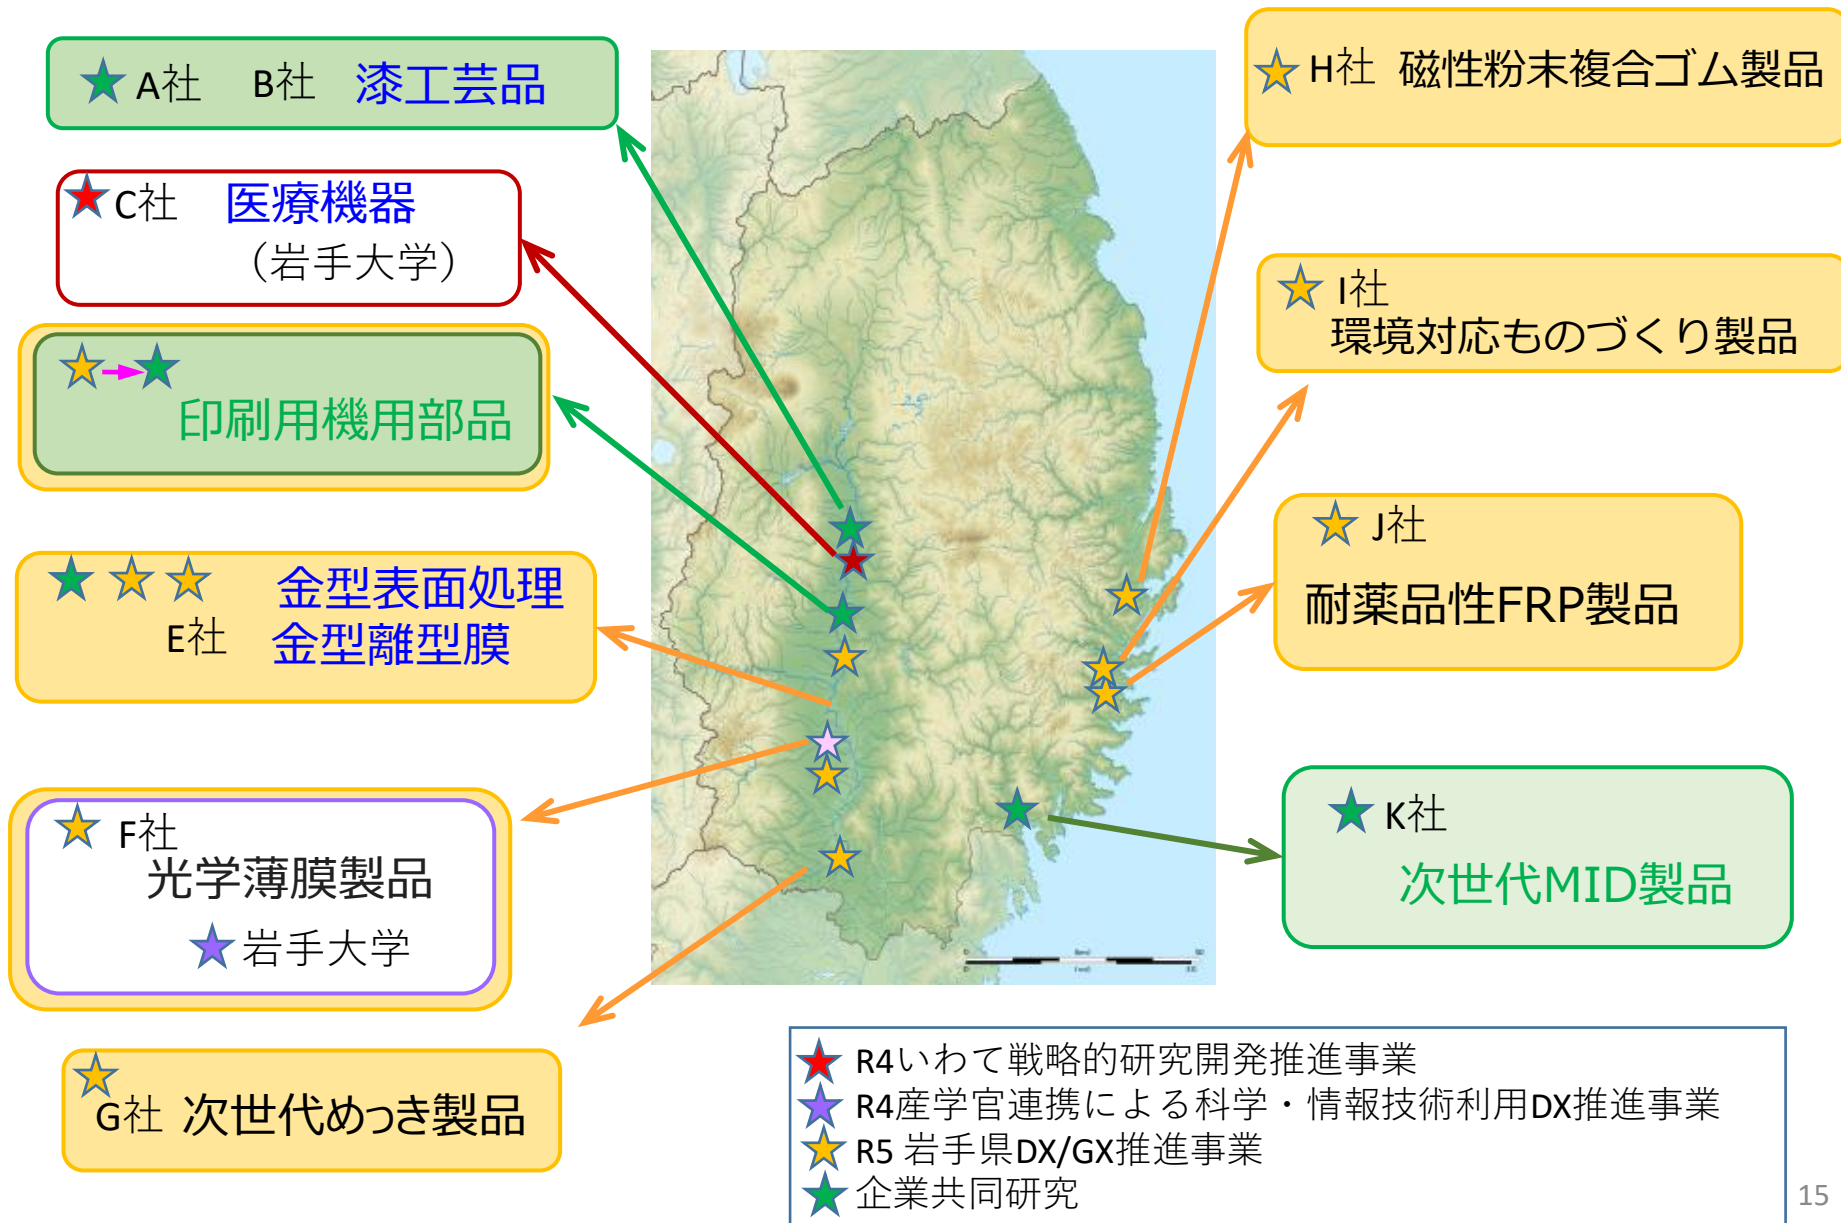 A社 B社 漆工芸品
C社 医療機器
（岩手大学）
印刷用機用部品
金型表面処理
E社 金型離型膜
F社
光学薄膜製品
岩手大学
G社 次世代めっき製品
H社 磁性粉末複合ゴム製品
I社
環境対応ものづくり製品
J社
耐薬品性FRP製品
K社
次世代MID製品
R4いわて戦略的研究開発推進事業
R4産学官連携による科学・情報技術利用DX推進事業
R5 岩手県DX/GX推進事業
企業共同研究
15